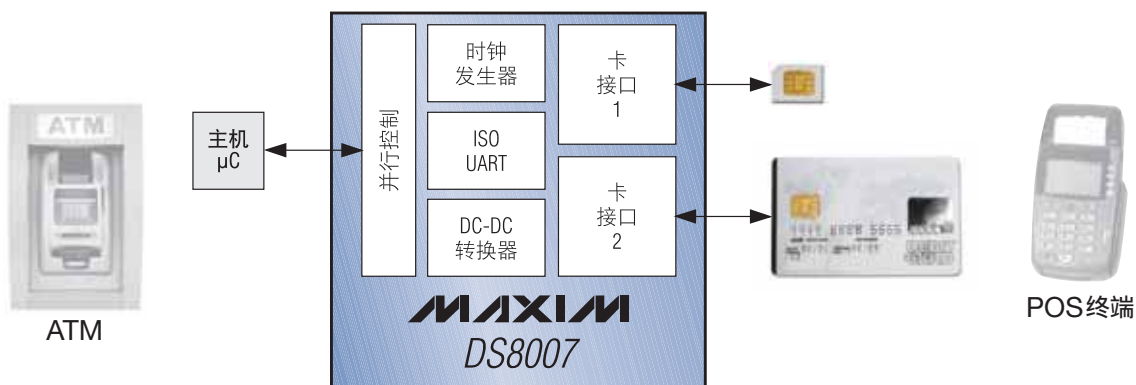 ATM
ATM
主机
µC
并行控制
时钟
发生器
ISO
UART
DC-DC
转换器
卡
接口
1
卡
接口
2
MAXIM
DS8007
POS终端